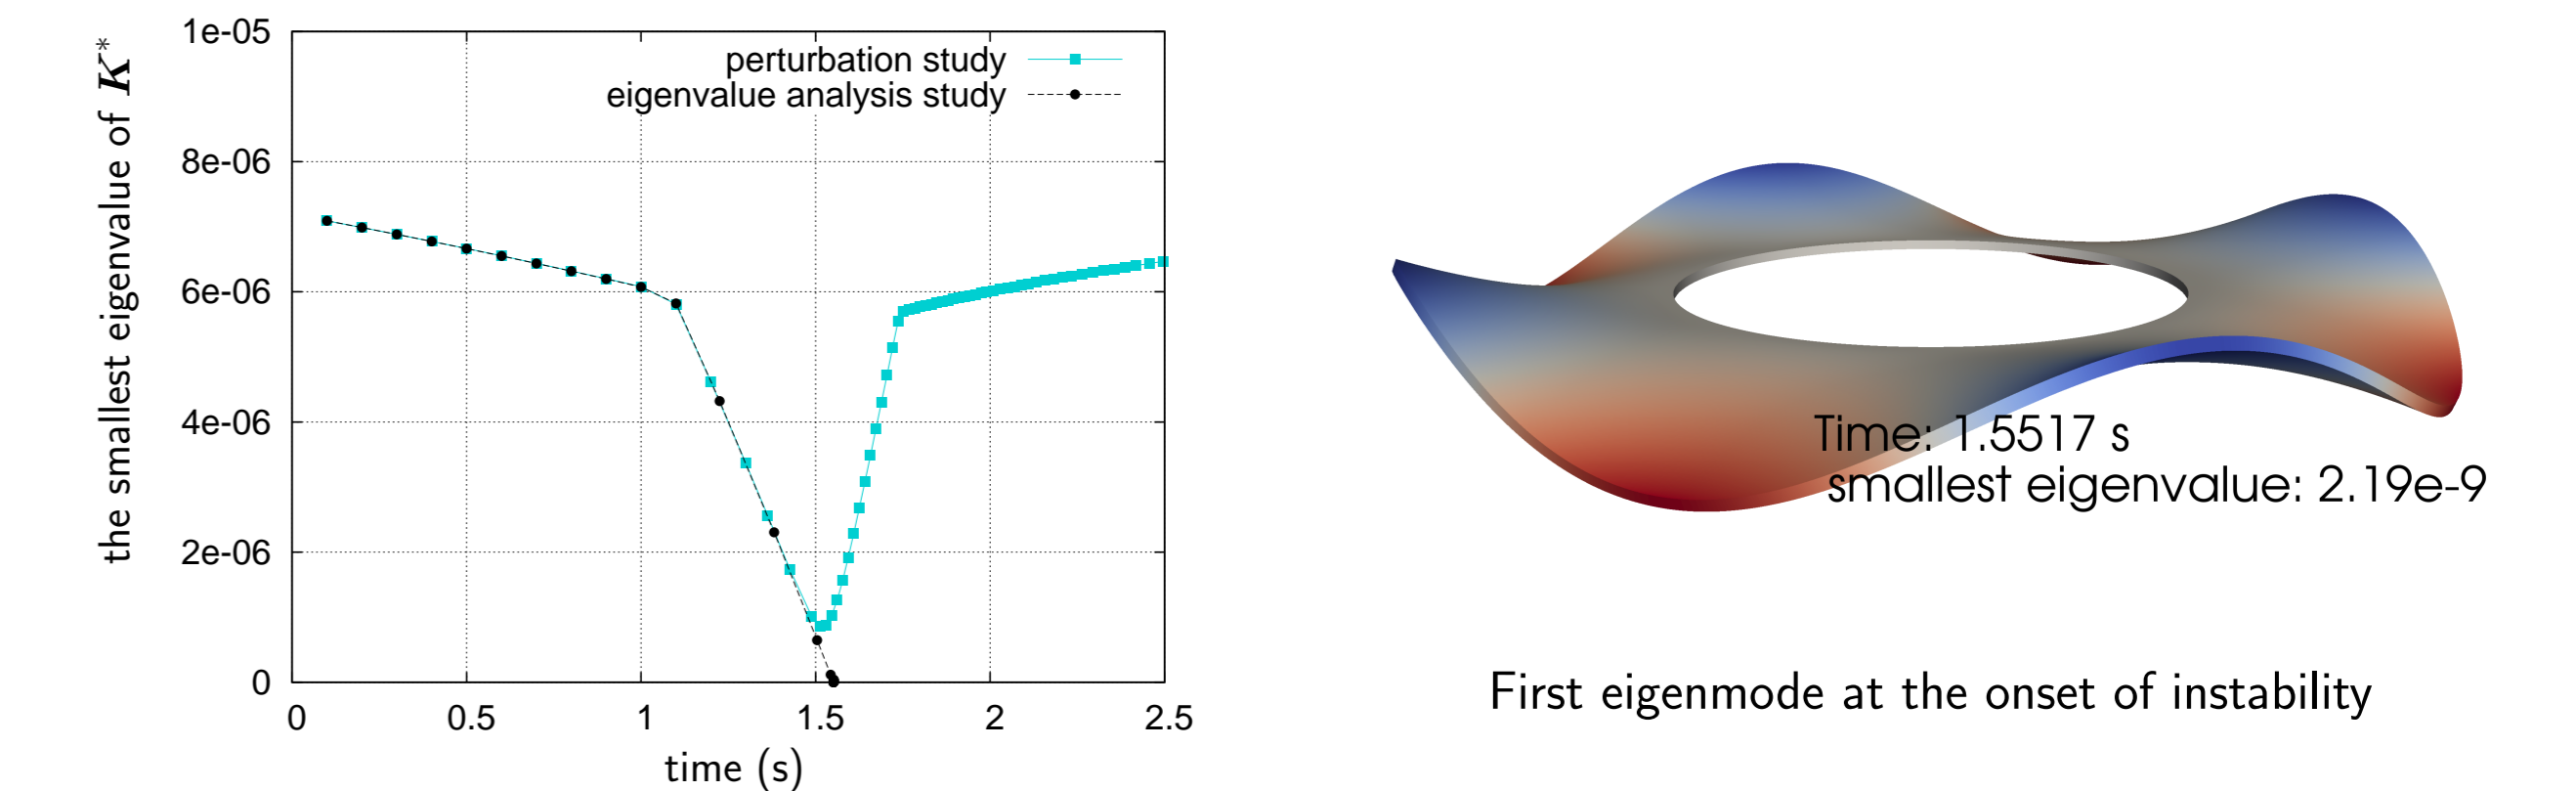 the smallest eigenvalue of K*
1e-05
8e-06
6e-06
4e-06
2e-06
0
perturbation study
eigenvalue analysis study
0 0.5 1 1.5 2 2.5
time (s)
Time: 1.5517 s
smallest eigenvalue: 2.19e-9
First eigenmode at the onset of instability